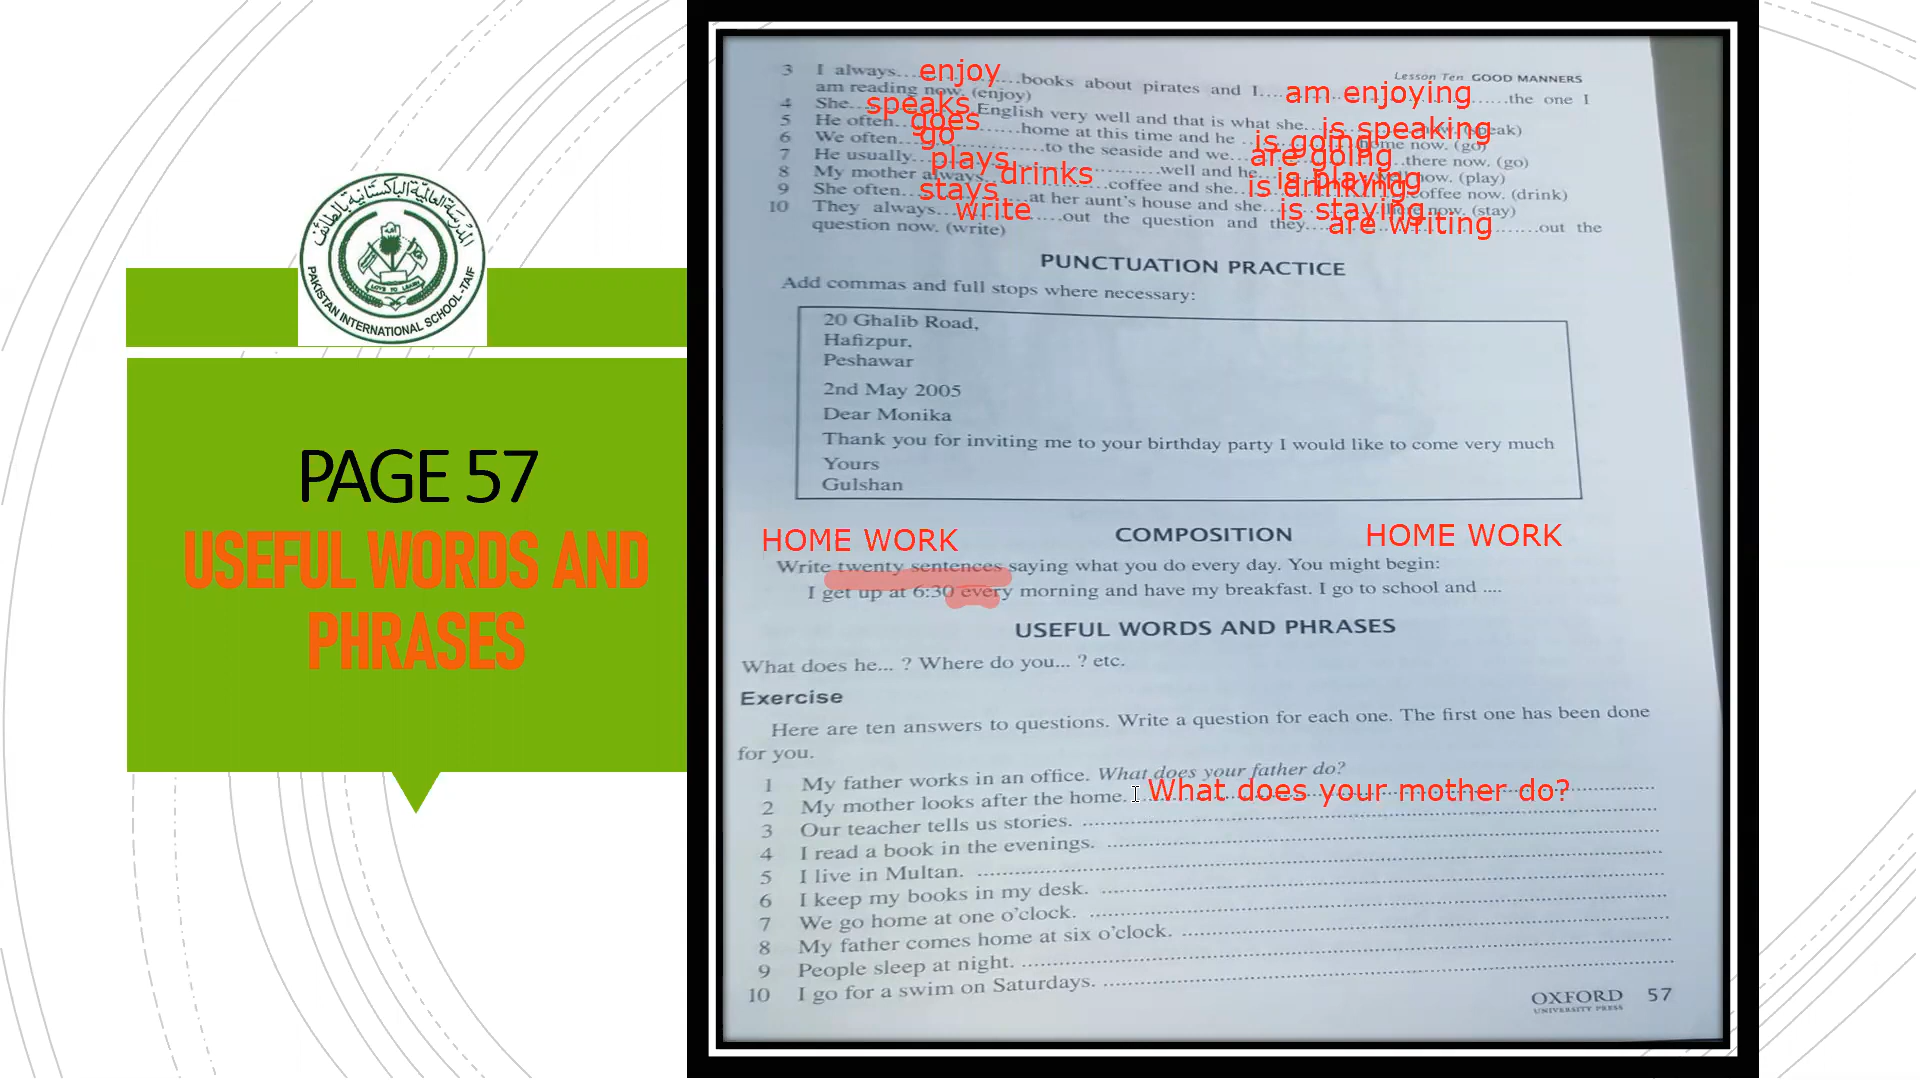 المدرسة العالمية الباكستانية بالطائف
LOVE TO LEARN
PAKISTAN INTERNATIONAL SCHOOL-TAIF
PAGE 57
USEFUL WORDS AND
PHRASES
Lesson Ten GOOD MANNERS
3 I always... enjoy ...books about pirates and I.... am enjoying ...the one I
am reading now. (enjoy)
4 She... speaks English very well and that is what she... is speaking now. (speak)
5 He often... goes ...home at this time and he ... is going home now. (go)
6 We often... go ...to the seaside and we... are going ...there now. (go)
7 He usually... plays ...well and he... is playing well now. (play)
8 My mother always... drinks ...coffee and she... is drinking coffee now. (drink)
9 She often... stays ...at her aunt's house and she... is staying here now. (stay)
10 They always... write ...out the question and they... are writing ...out the
question now. (write)
PUNCTUATION PRACTICE
Add commas and full stops where necessary:
20 Ghalib Road,
Hafizpur,
Peshawar
2nd May 2005
Dear Monika
Thank you for inviting me to your birthday party I would like to come very much
Yours
Gulshan
HOME WORK COMPOSITION HOME WORK
Write twenty sentences saying what you do every day. You might begin:
I get up at 6:30 every morning and have my breakfast. I go to school and ....
USEFUL WORDS AND PHRASES
What does he... ? Where do you... ? etc.
Exercise
Here are ten answers to questions. Write a question for each one. The first one has been done
for you.
1 My father works in an office. What does your father do?
2 My mother looks after the home. What does your mother do?
3 Our teacher tells us stories.
4 I read a book in the evenings.
5 I live in Multan.
6 I keep my books in my desk.
7 We go home at one o'clock.
8 My father comes home at six o'clock.
9 People sleep at night.
10 I go for a swim on Saturdays.
OXFORD 57
UNIVERSITY PRESS